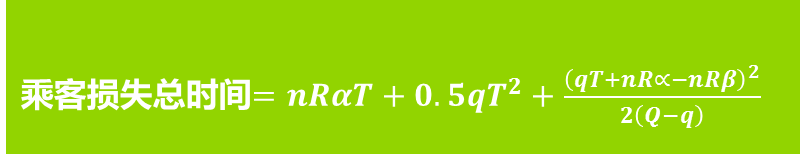 乘客损失总时间= nRαT + 0.5qT² + (qT+nR∝−nRβ)²/2(Q−q)